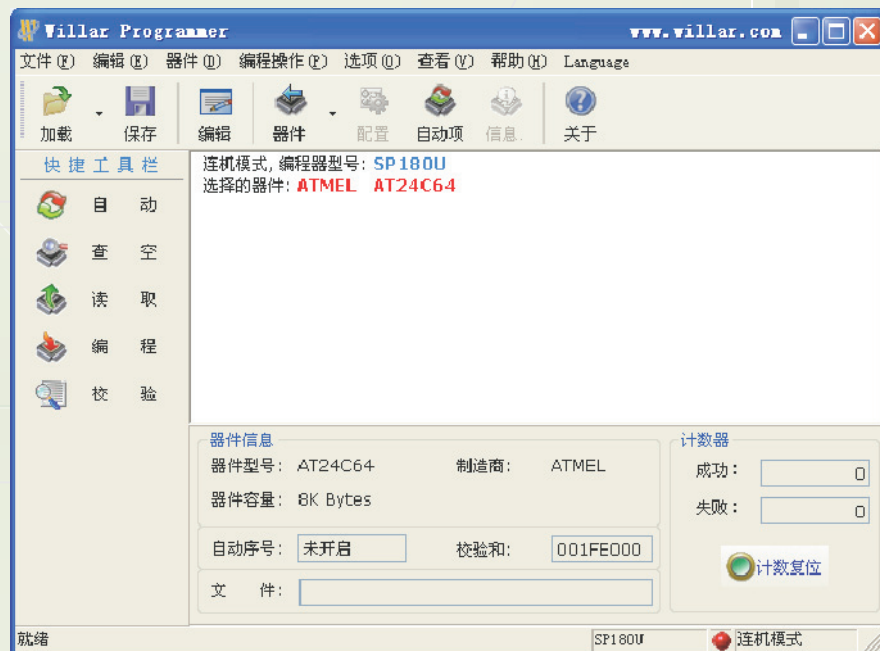 Willar Programmer www.willar.com
文件(F) 编辑(E) 器件(D) 编程操作(P) 选项(O) 查看(V) 帮助(H) Language
加载 保存 编辑 器件 配置 自动项 信息. 关于
快捷工具栏
自动
查空
读取
编程
校验
连机模式,编程器型号: SP180U
选择的器件: ATMEL AT24C64
器件信息
器件型号: AT24C64 制造商: ATMEL
器件容量: 8K Bytes
自动序号: 未开启 校验和: 001FE000
文 件:
计数器
成功: 0
失败: 0
计数复位
就绪 SP180U 连机模式